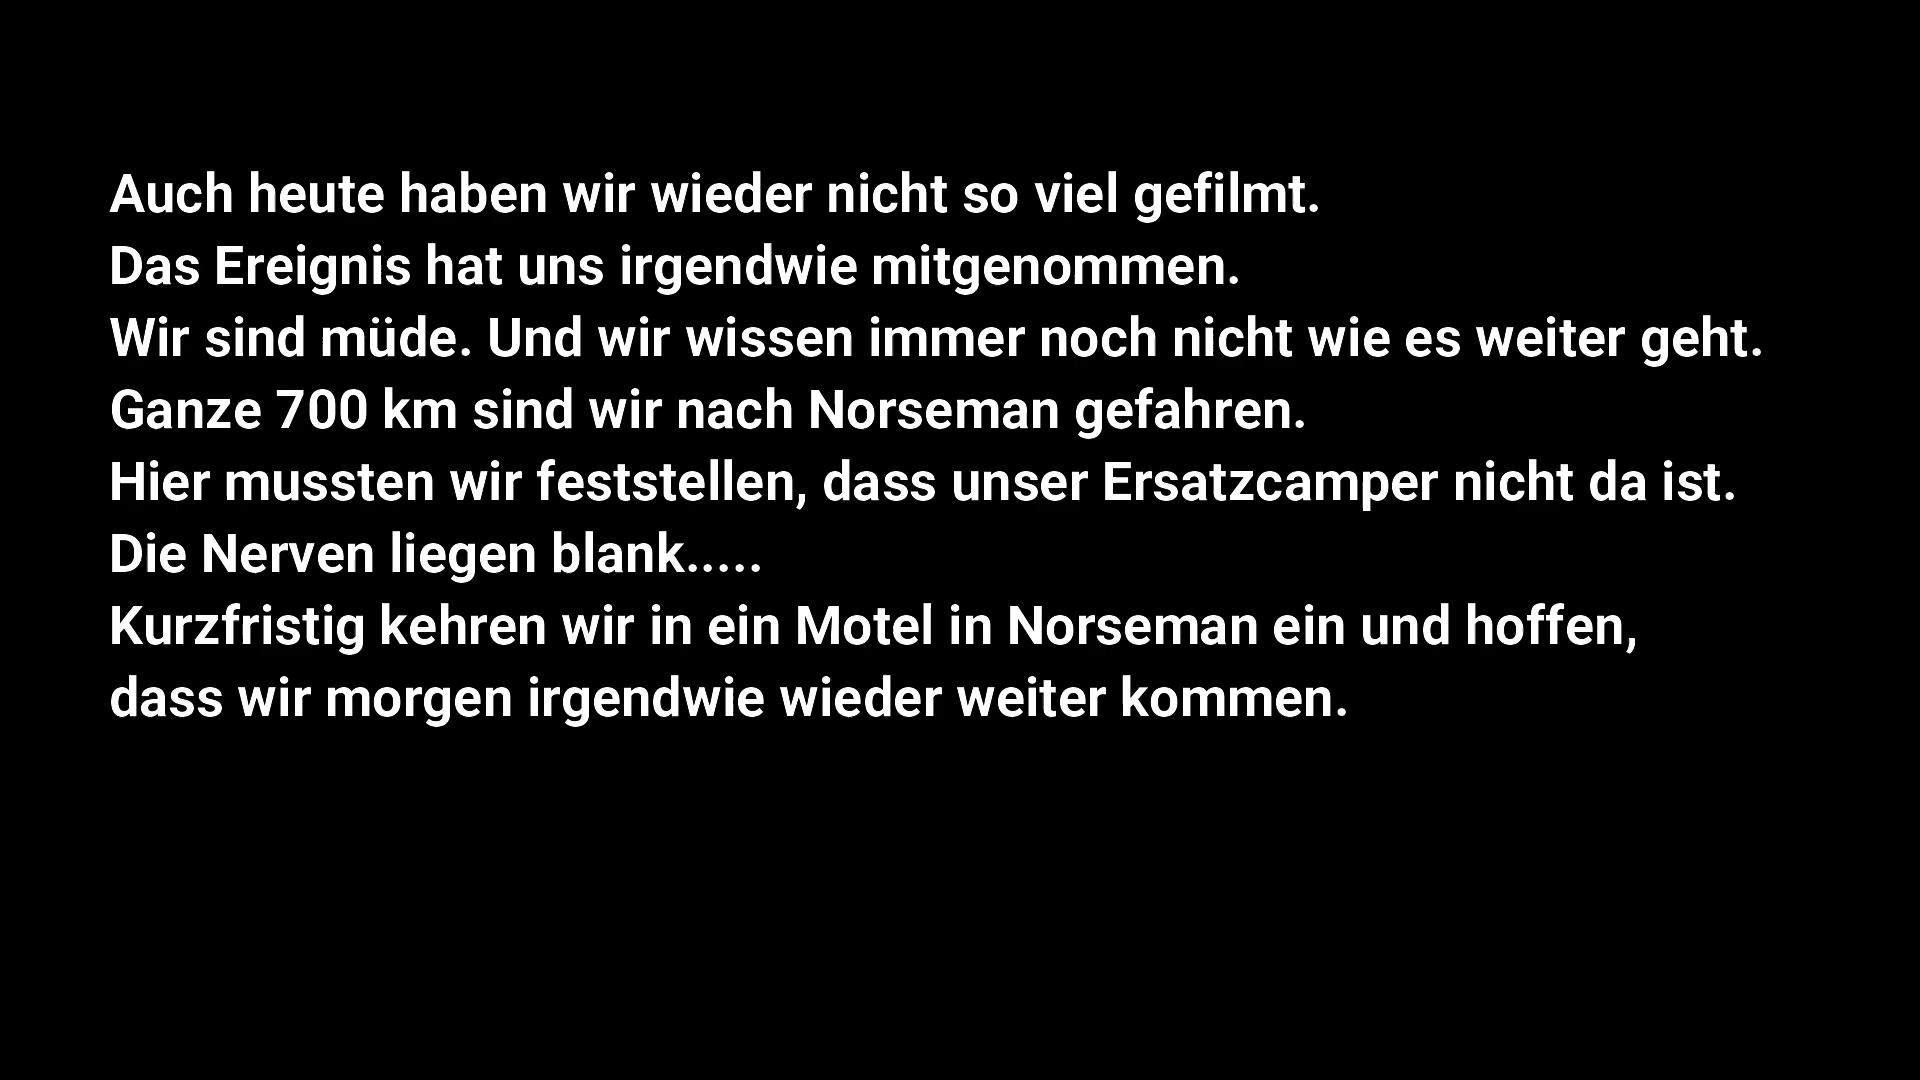 Auch heute haben wir wieder nicht so viel gefilmt.
Das Ereignis hat uns irgendwie mitgenommen.
Wir sind müde. Und wir wissen immer noch nicht wie es weiter geht.
Ganze 700 km sind wir nach Norseman gefahren.
Hier mussten wir feststellen, dass unser Ersatzcamper nicht da ist.
Die Nerven liegen blank.....
Kurzfristig kehren wir in ein Motel in Norseman ein und hoffen,
dass wir morgen irgendwie wieder weiter kommen.